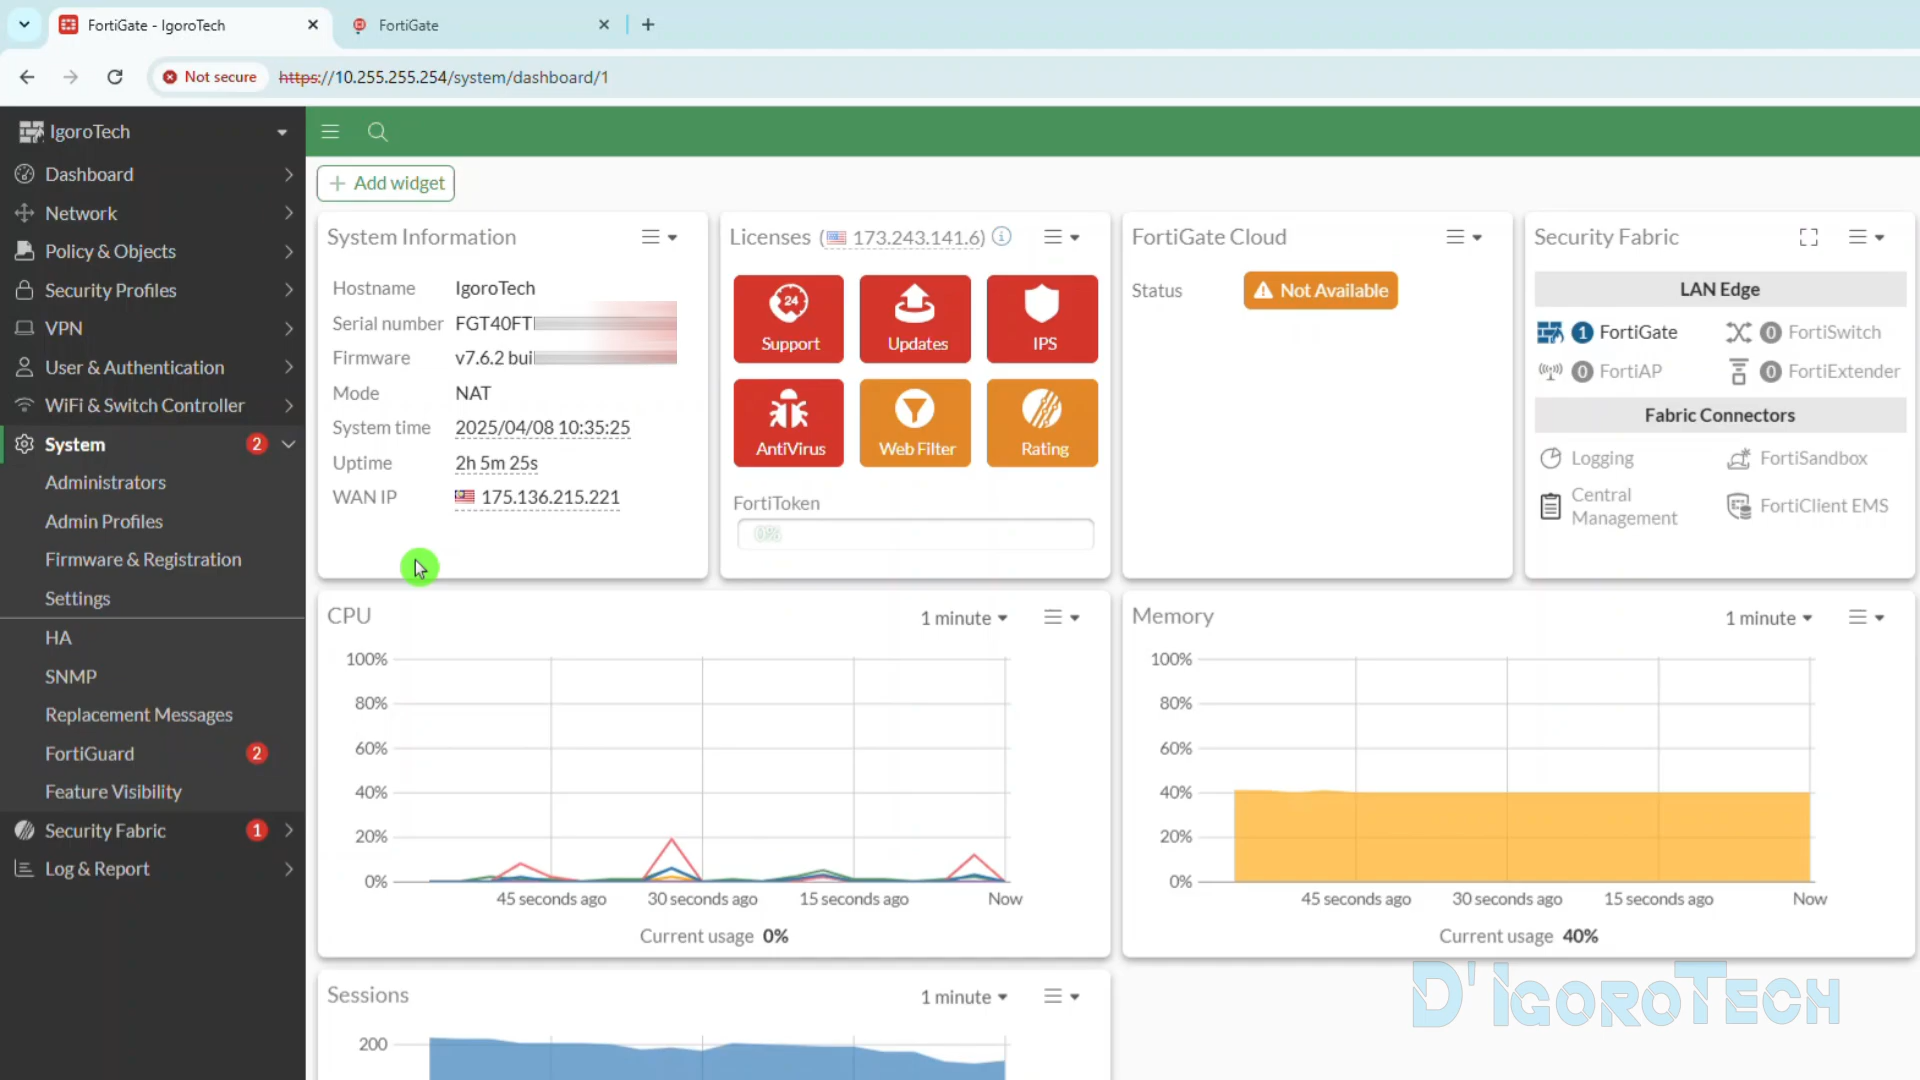 FortiGate - IgoroTech
FortiGate
Not secure
https://10.255.255.254/system/dashboard/1
IgoroTech
Dashboard
Network
Policy & Objects
Security Profiles
VPN
User & Authentication
WiFi & Switch Controller
System 2
Administrators
Admin Profiles
Firmware & Registration
Settings
HA
SNMP
Replacement Messages
FortiGuard 2
Feature Visibility
Security Fabric 1
Log & Report
+ Add widget
System Information
Hostname IgoroTech
Serial number FGT40FT
Firmware v7.6.2 bui
Mode NAT
System time 2025/04/08 10:35:25
Uptime 2h 5m 25s
WAN IP 175.136.215.221
Licenses (173.243.141.6)
24
Support Updates IPS
AntiVirus Web Filter Rating
FortiToken
0%
FortiGate Cloud
Status Not Available
Security Fabric
LAN Edge
1 FortiGate 0 FortiSwitch
0 FortiAP 0 FortiExtender
Fabric Connectors
Logging FortiSandbox
Central
Management
FortiClient EMS
CPU 1 minute
100%
80%
60%
40%
20%
0%
45 seconds ago 30 seconds ago 15 seconds ago Now
Current usage 0%
Memory 1 minute
100%
80%
60%
40%
20%
0%
45 seconds ago 30 seconds ago 15 seconds ago Now
Current usage 40%
Sessions 1 minute
200
D'IGOROTECH